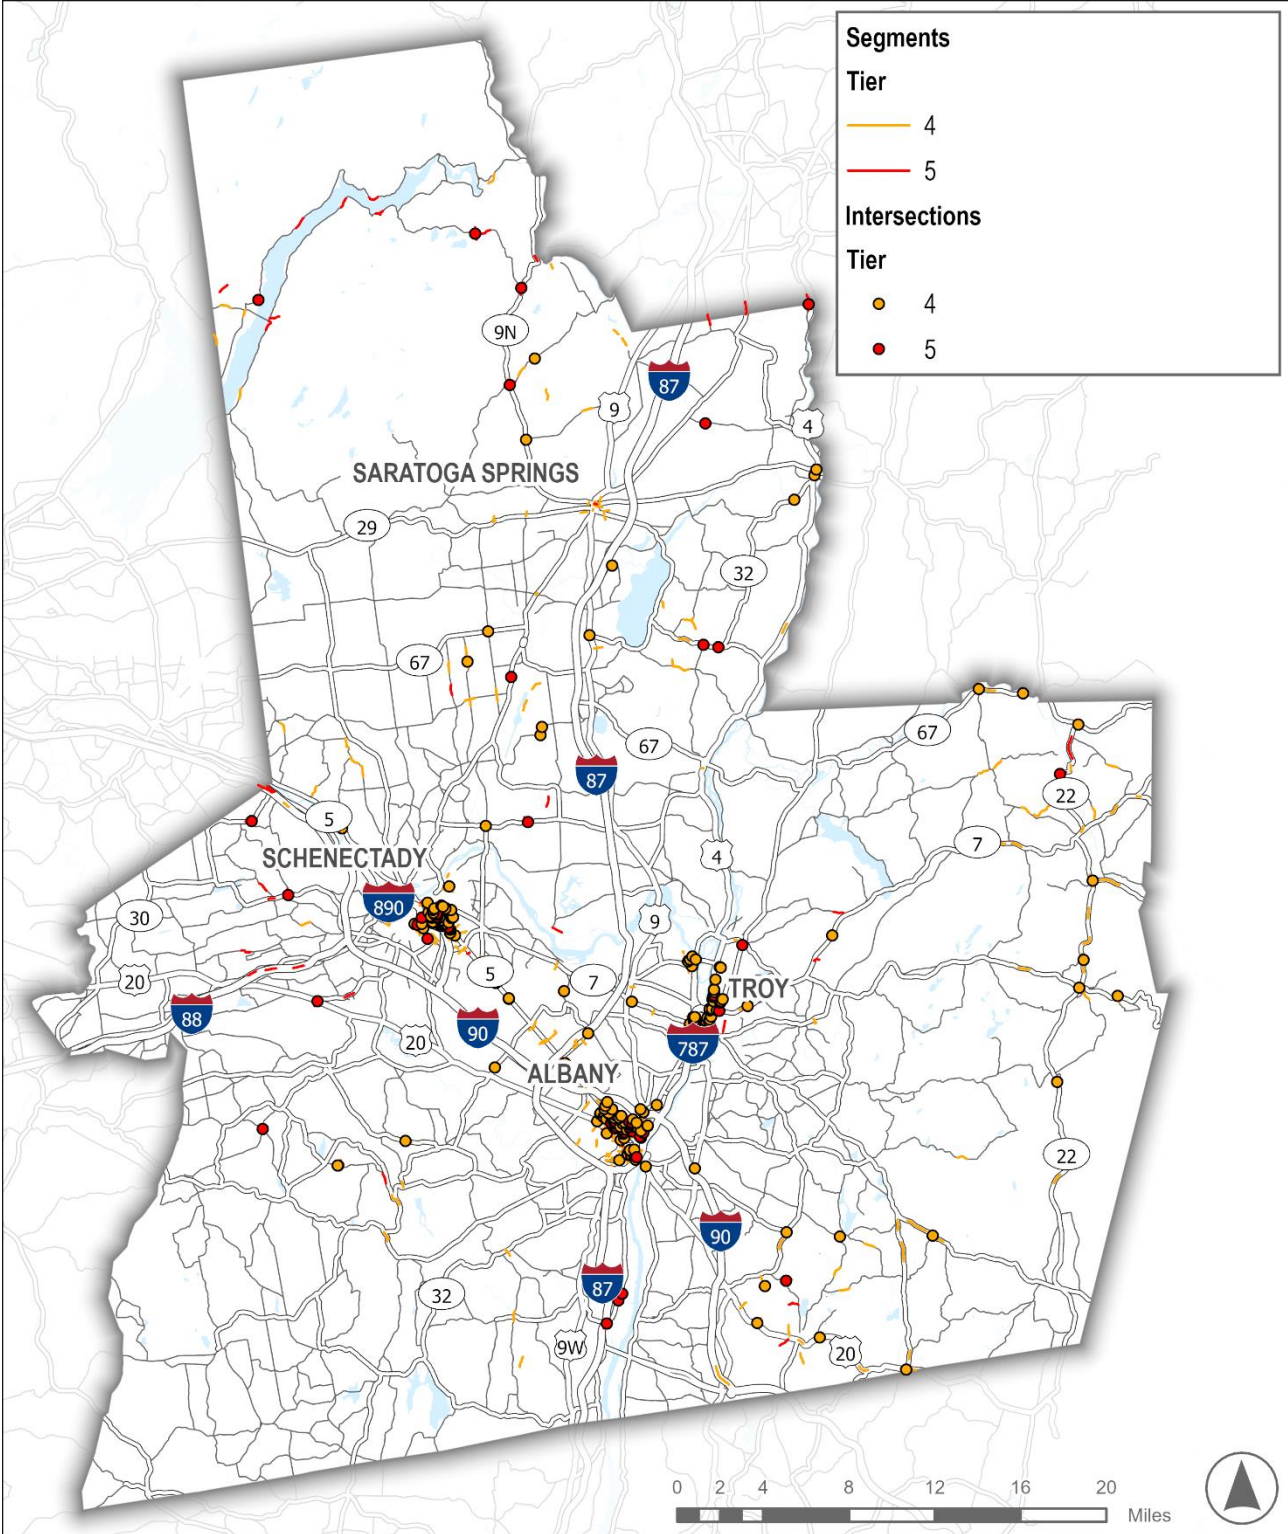 Segments
Tier
4
5
Intersections
Tier
4
5
9N
87
9
4
SARATOGA SPRINGS
29
32
67
67
67
87
22
5
7
4
SCHENECTADY
890
30
9
20
5
7
TROY
88
90
20
787
ALBANY
22
90
87
32
9W
20
0 2 4 8 12 16 20
Miles